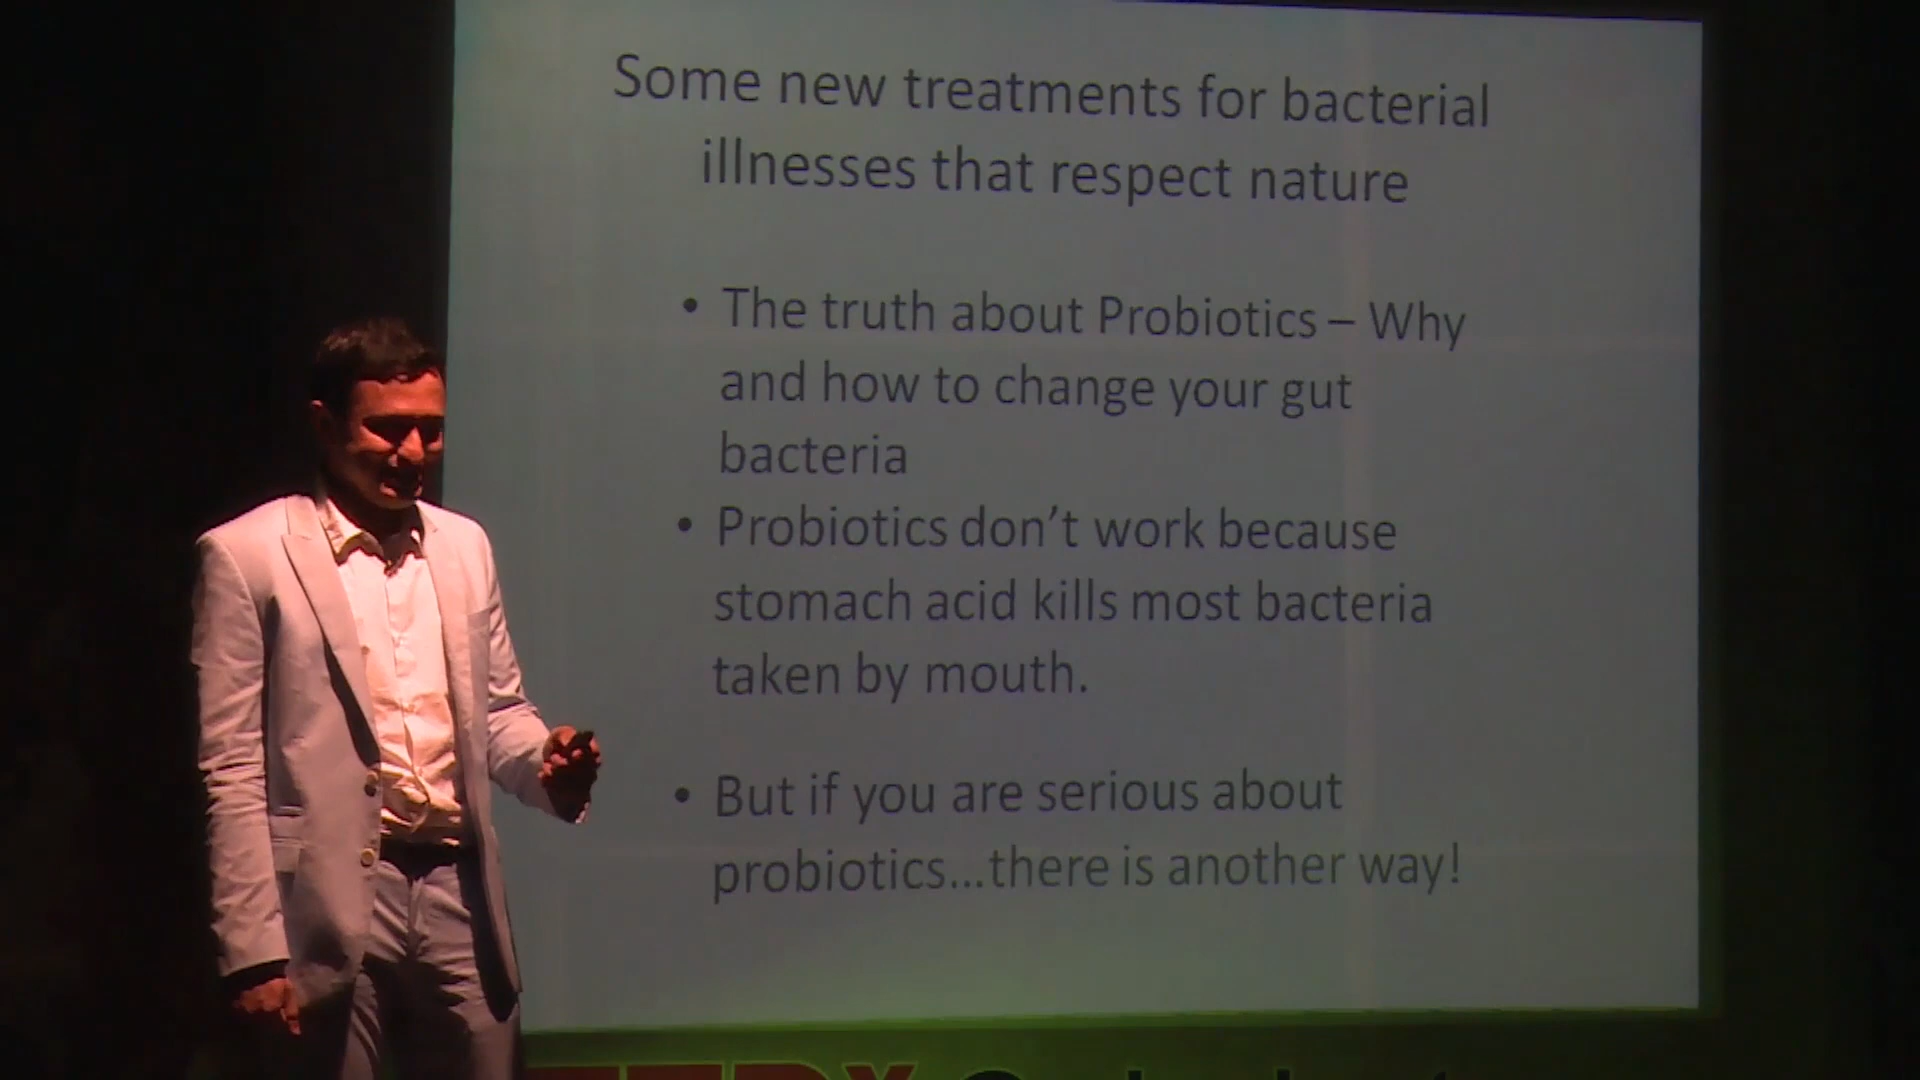 Some new treatments for bacterial
illnesses that respect nature
• The truth about Probiotics – Why
and how to change your gut
bacteria
• Probiotics don't work because
stomach acid kills most bacteria
taken by mouth.
• But if you are serious about
probiotics...there is another way!